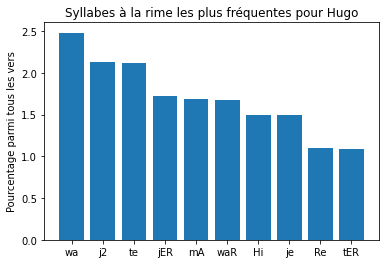 Syllabes à la rime les plus fréquentes pour Hugo
Pourcentage parmi tous les vers
2.5
2.0
1.5
1.0
0.5
0.0
wa j2 te jER mA waR Hi je Re tER